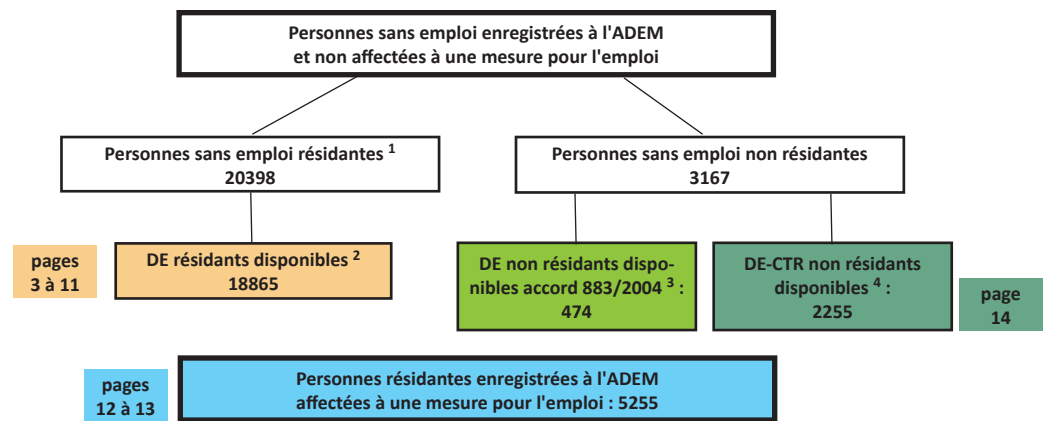 Personnes sans emploi enregistrées à l'ADEM
et non affectées à une mesure pour l'emploi
Personnes sans emploi résidantes 1
20398
Personnes sans emploi non résidantes
3167
pages
3 à 11
DE résidants disponibles 2
18865
DE non résidants dispo-
nibles accord 883/2004 3 :
474
DE-CTR non résidants
disponibles 4 :
2255
page
14
pages
12 à 13
Personnes résidantes enregistrées à l'ADEM
affectées à une mesure pour l'emploi : 5255